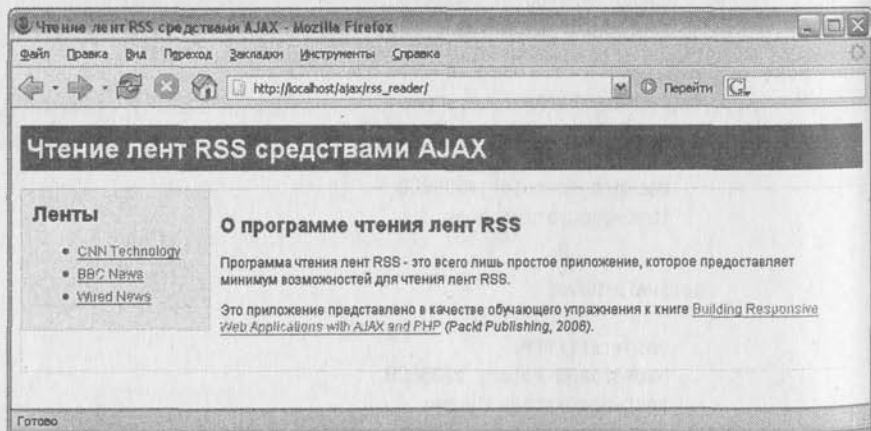 Чтение лент RSS средствами AJAX - Mozilla Firefox
Файл Правка Вид Переход Закладки Инструменты Справка
http://localhost/ajax/rss_reader/ Перейти G
Чтение лент RSS средствами AJAX
Ленты
• CNN Technology
• BBC News
• Wired News
О программе чтения лент RSS
Программа чтения лент RSS - это всего лишь простое приложение, которое предоставляет
минимум возможностей для чтения лент RSS.
Это приложение представлено в качестве обучающего упражнения к книге Building Responsive
Web Applications with AJAX and PHP (Packt Publishing, 2006).
Готово